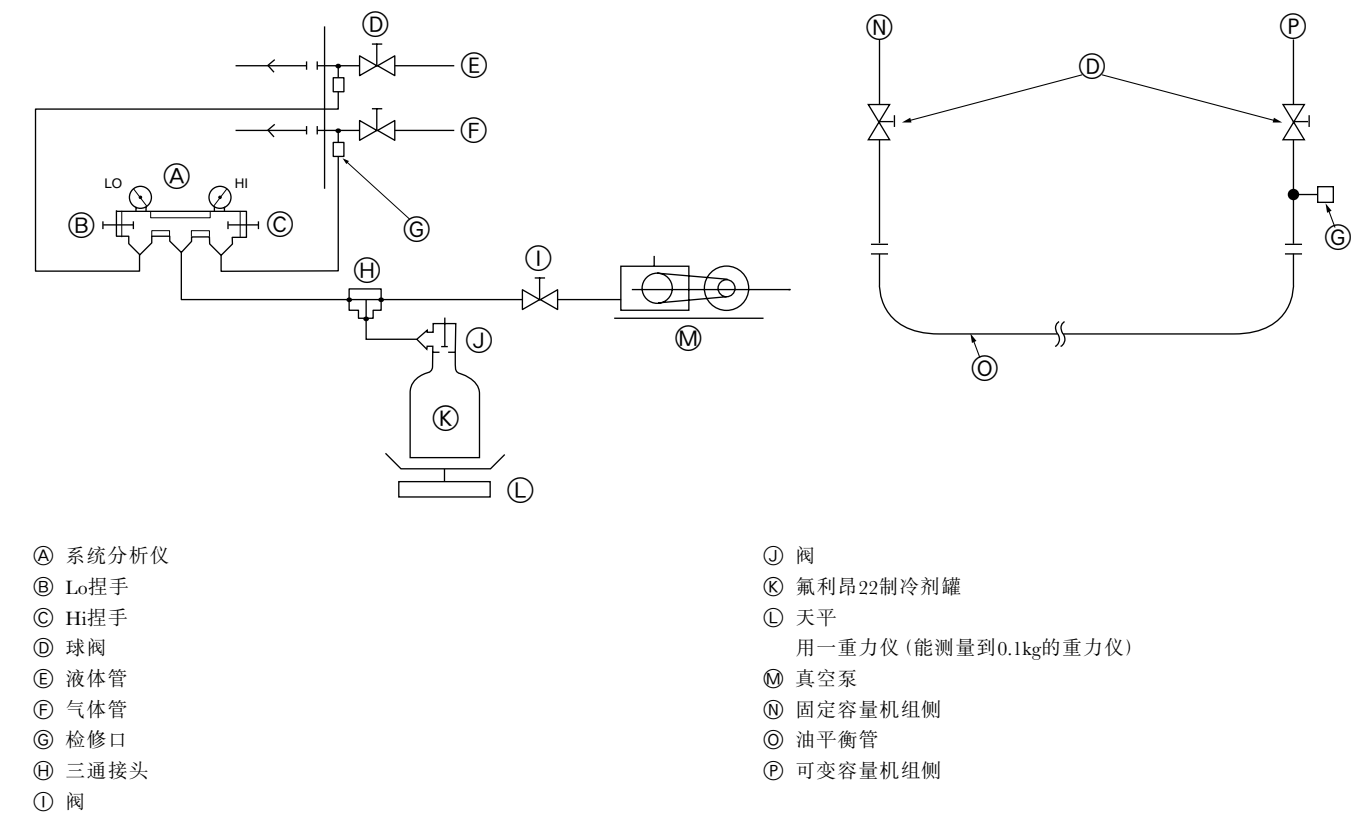 Ⓓ
Ⓔ
Ⓕ
LO
Ⓐ
HI
Ⓑ
Ⓒ
Ⓖ
Ⓗ
Ⓘ
Ⓙ
Ⓜ
Ⓚ
Ⓛ
Ⓝ
Ⓟ
Ⓓ
Ⓖ
Ⓞ
Ⓐ 系统分析仪
Ⓑ Lo捏手
Ⓒ Hi捏手
Ⓓ 球阀
Ⓔ 液体管
Ⓕ 气体管
Ⓖ 检修口
Ⓗ 三通接头
Ⓘ 阀
Ⓙ 阀
Ⓚ 氟利昂22制冷剂罐
Ⓛ 天平
用一重力仪（能测量到0.1kg的重力仪）
Ⓜ 真空泵
Ⓝ 固定容量机组侧
Ⓞ 油平衡管
Ⓟ 可变容量机组侧